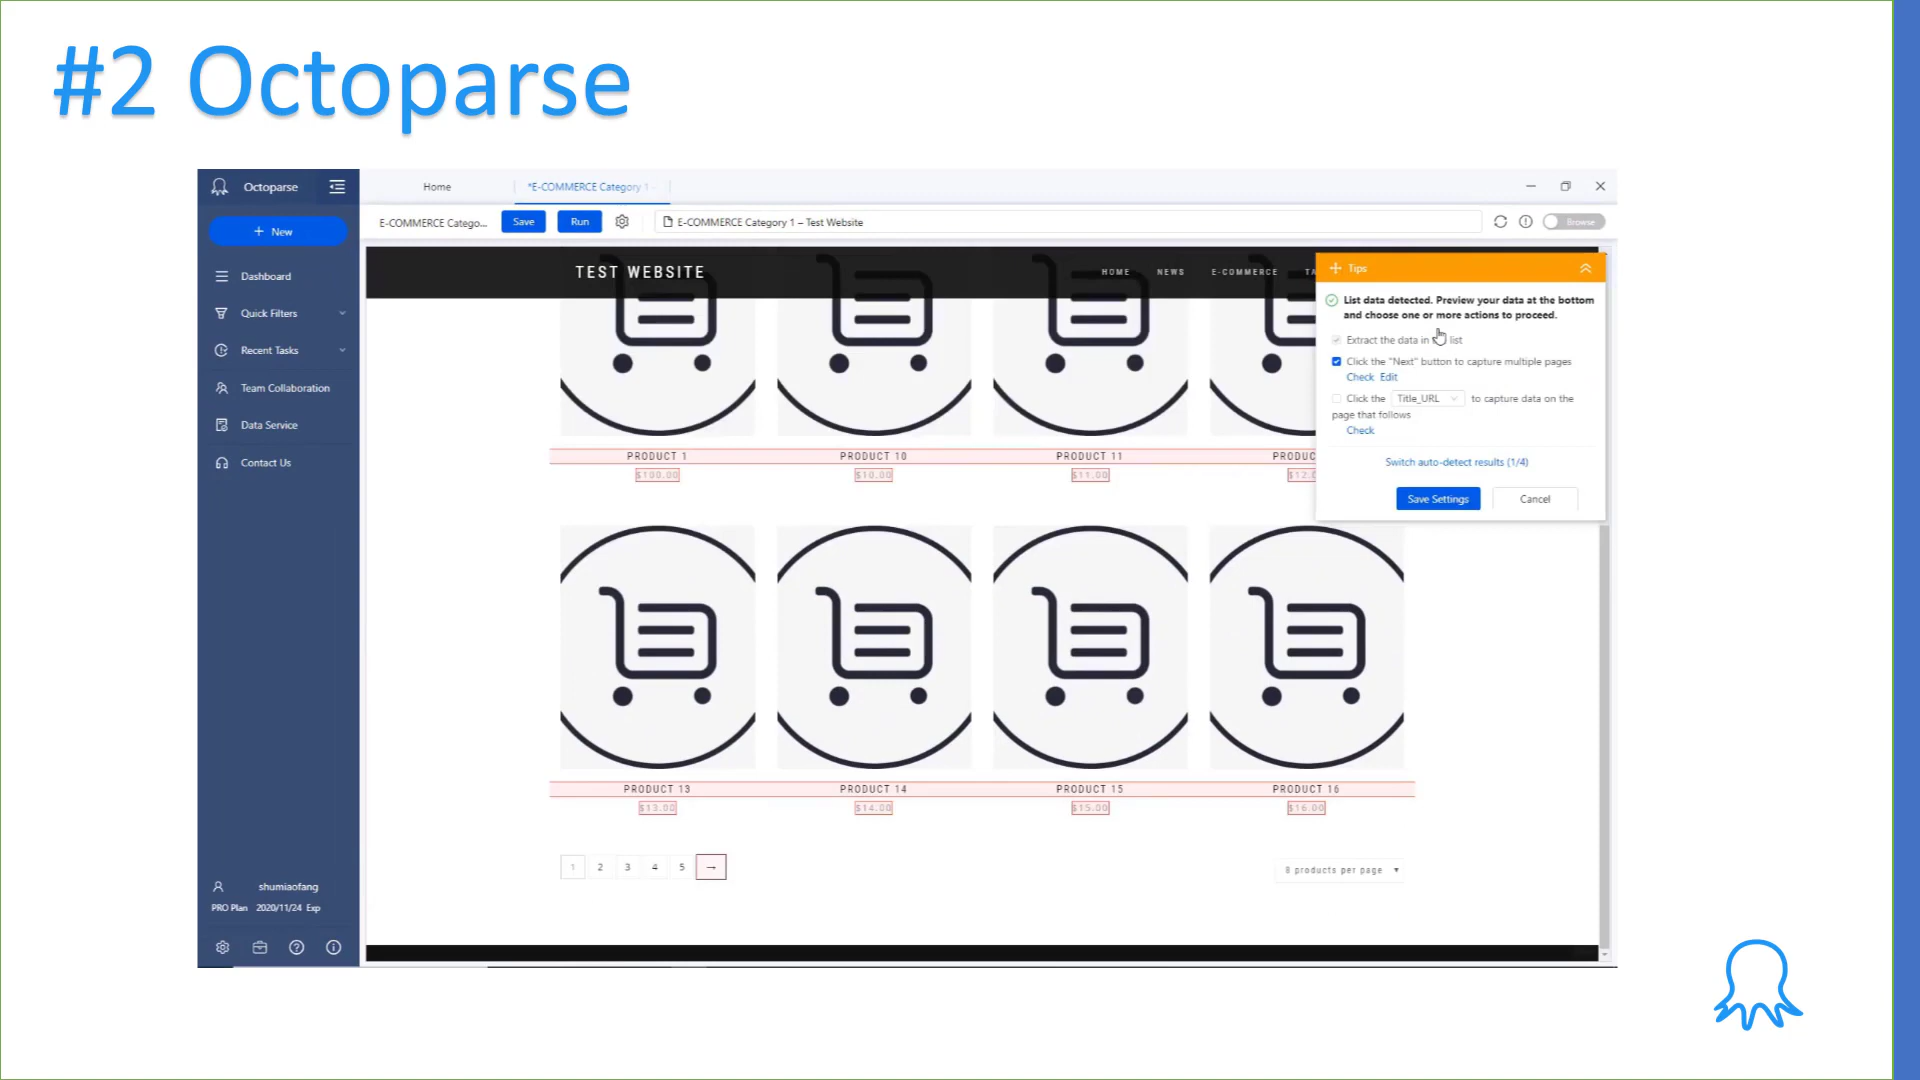 #2 Octoparse
Octoparse
Home
*E-COMMERCE Category 1
E-COMMERCE Catego...
Save
Run
E-COMMERCE Category 1 – Test Website
Browse
New
Dashboard
Quick Filters
Recent Tasks
Team Collaboration
Data Service
Contact Us
shumiaofang
PRO Plan 2020/11/24 Exp
TEST WEBSITE
HOME NEWS E-COMMERCE TA
PRODUCT 1 PRODUCT 10 PRODUCT 11 PRODUC
$100.00 $10.00 $11.00 $12.0
PRODUCT 13 PRODUCT 14 PRODUCT 15 PRODUCT 16
$13.00 $14.00 $15.00 $16.00
1 2 3 4 5 →
8 products per page
Tips
List data detected. Preview your data at the bottom
and choose one or more actions to proceed.
Extract the data in list
Click the "Next" button to capture multiple pages
Check Edit
Click the Title_URL to capture data on the
page that follows
Check
Switch auto-detect results (1/4)
Save Settings
Cancel